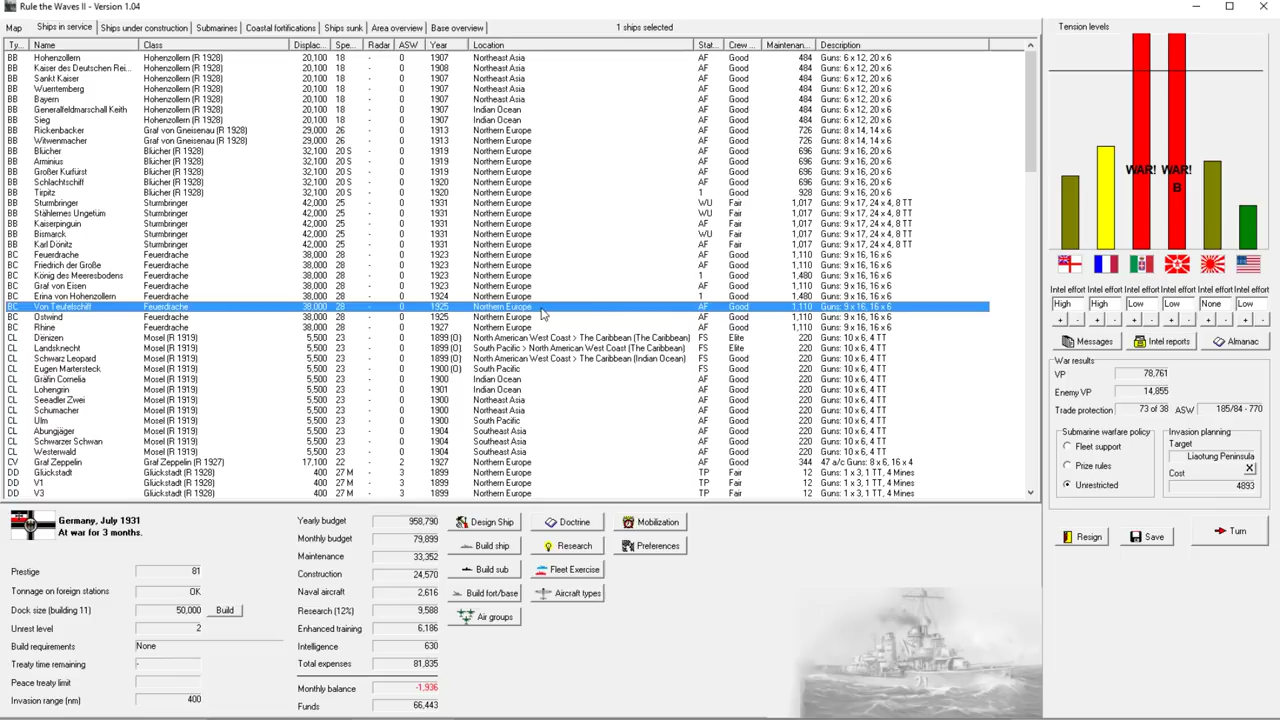 Rule the Waves II - Version 1.04
Map Ships in service Ships under construction Submarines Coastal fortifications Ships sunk Area overview Base overview 1 ships selected
Ty... Name Class Displac... Spe... Radar ASW Year Location Stat... Crew ... Maintenan... Description
BB Hohenzollern Hohenzollern (R 1928) 20,100 18 - 0 1907 Northeast Asia AF Good 484 Guns: 6 x 12, 20 x 6
BB Kaiser des Deutschen Rei... Hohenzollern (R 1928) 20,100 18 - 0 1908 Northeast Asia AF Good 484 Guns: 6 x 12, 20 x 6
BB Sankt Kaiser Hohenzollern (R 1928) 20,100 18 - 0 1907 Northeast Asia AF Good 484 Guns: 6 x 12, 20 x 6
BB Wuerntemberg Hohenzollern (R 1928) 20,100 18 - 0 1907 Northeast Asia AF Good 484 Guns: 6 x 12, 20 x 6
BB Bayern Hohenzollern (R 1928) 20,100 18 - 0 1907 Northeast Asia AF Good 484 Guns: 6 x 12, 20 x 6
BB Generalfeldmarschall Keith Hohenzollern (R 1928) 20,100 18 - 0 1907 Indian Ocean AF Good 484 Guns: 6 x 12, 20 x 6
BB Sieg Hohenzollern (R 1928) 20,100 18 - 0 1907 Indian Ocean AF Good 484 Guns: 6 x 12, 20 x 6
BB Rickenbacker Graf von Gneisenau (R 1928) 29,000 26 - 0 1913 Northern Europe AF Good 726 Guns: 8 x 14, 14 x 6
BB Witwenmacher Graf von Gneisenau (R 1928) 29,000 26 - 0 1913 Northern Europe AF Good 726 Guns: 8 x 14, 14 x 6
BB Blücher Blücher (R 1928) 32,100 20 S - 0 1919 Northern Europe AF Good 696 Guns: 9 x 16, 20 x 6
BB Arminius Blücher (R 1928) 32,100 20 S - 0 1919 Northern Europe AF Good 696 Guns: 9 x 16, 20 x 6
BB Großer Kurfürst Blücher (R 1928) 32,100 20 S - 0 1919 Northern Europe AF Good 696 Guns: 9 x 16, 20 x 6
BB Schlachtschiff Blücher (R 1928) 32,100 20 S - 0 1920 Northern Europe AF Good 696 Guns: 9 x 16, 20 x 6
BB Tirpitz Blücher (R 1928) 32,100 20 S - 0 1920 Northern Europe 1 Good 928 Guns: 9 x 16, 20 x 6
BB Sturmbringer Sturmbringer 42,000 25 - 0 1931 Northern Europe WU Fair 1,017 Guns: 9 x 17, 24 x 4, 8 TT
BB Stählernes Ungetüm Sturmbringer 42,000 25 - 0 1931 Northern Europe AF Fair 1,017 Guns: 9 x 17, 24 x 4, 8 TT
BB Kaiserpinguin Sturmbringer 42,000 25 - 0 1931 Northern Europe AF Fair 1,017 Guns: 9 x 17, 24 x 4, 8 TT
BB Bismarck Sturmbringer 42,000 25 - 0 1931 Northern Europe WU Fair 1,017 Guns: 9 x 17, 24 x 4, 8 TT
BB Karl Dönitz Sturmbringer 42,000 25 - 0 1931 Northern Europe AF Fair 1,017 Guns: 9 x 17, 24 x 4, 8 TT
BC Feuerdrache Feuerdrache 38,000 28 - 0 1923 Northern Europe AF Good 1,110 Guns: 9 x 16, 16 x 6
BC Friedrich der Große Feuerdrache 38,000 28 - 0 1923 Northern Europe AF Good 1,110 Guns: 9 x 16, 16 x 6
BC König des Meeresbodens Feuerdrache 38,000 28 - 0 1923 Northern Europe 1 Good 1,480 Guns: 9 x 16, 16 x 6
BC Graf von Eisen Feuerdrache 38,000 28 - 0 1923 Northern Europe AF Good 1,110 Guns: 9 x 16, 16 x 6
BC Erina von Hohenzollern Feuerdrache 38,000 28 - 0 1924 Northern Europe 1 Good 1,480 Guns: 9 x 16, 16 x 6
BC Von Teufelschiff Feuerdrache 38,000 28 - 0 1925 Northern Europe AF Good 1,110 Guns: 9 x 16, 16 x 6
BC Ostwind Feuerdrache 38,000 28 - 0 1925 Northern Europe AF Good 1,110 Guns: 9 x 16, 16 x 6
BC Rhine Feuerdrache 38,000 28 - 0 1927 Northern Europe AF Good 1,110 Guns: 9 x 16, 16 x 6
CL Denizen Mosel (R 1919) 5,500 23 - 0 1899 (O) North American West Coast > The Caribbean (The Caribbean) FS Elite 220 Guns: 10 x 6, 4 TT
CL Landsknecht Mosel (R 1919) 5,500 23 - 0 1899 (O) South Pacific > North American West Coast (The Caribbean) FS Elite 220 Guns: 10 x 6, 4 TT
CL Schwarz Leopard Mosel (R 1919) 5,500 23 - 0 1899 (O) North American West Coast > The Caribbean (Indian Ocean) FS Good 220 Guns: 10 x 6, 4 TT
CL Eugen Martersteck Mosel (R 1919) 5,500 23 - 0 1900 (O) South Pacific FS Good 220 Guns: 10 x 6, 4 TT
CL Gräfin Cornelia Mosel (R 1919) 5,500 23 - 0 1900 Indian Ocean AF Good 220 Guns: 10 x 6, 4 TT
CL Lohengrin Mosel (R 1919) 5,500 23 - 0 1901 Indian Ocean AF Good 220 Guns: 10 x 6, 4 TT
CL Seeadler Zwei Mosel (R 1919) 5,500 23 - 0 1900 Northeast Asia AF Good 220 Guns: 10 x 6, 4 TT
CL Schumacher Mosel (R 1919) 5,500 23 - 0 1900 Northeast Asia AF Good 220 Guns: 10 x 6, 4 TT
CL Ulm Mosel (R 1919) 5,500 23 - 0 1900 South Pacific AF Good 220 Guns: 10 x 6, 4 TT
CL Abungjäger Mosel (R 1919) 5,500 23 - 0 1904 Southeast Asia AF Good 220 Guns: 10 x 6, 4 TT
CL Schwarzer Schwan Mosel (R 1919) 5,500 23 - 0 1904 Southeast Asia AF Good 220 Guns: 10 x 6, 4 TT
CL Westerwald Mosel (R 1919) 5,500 23 - 0 1904 Southeast Asia AF Good 220 Guns: 10 x 6, 4 TT
CV Graf Zeppelin Graf Zeppelin (R 1927) 17,100 22 - 2 1927 Northern Europe AF Good 344 47 a/c Guns: 8 x 6, 16 x 4
DD Glückstadt Glückstadt (R 1928) 400 27 M - 3 1899 Northern Europe TP Fair 12 Guns: 1 x 3, 1 TT, 4 Mines
DD V1 Glückstadt (R 1928) 400 27 M - 3 1899 Northern Europe TP Fair 12 Guns: 1 x 3, 1 TT, 4 Mines
DD V3 Glückstadt (R 1928) 400 27 M - 3 1899 Northern Europe TP Fair 12 Guns: 1 x 3, 1 TT, 4 Mines
Germany, July 1931
At war for 3 months.
Prestige 81
Tonnage on foreign stations OK
Dock size (building 11) 50,000 Build
Unrest level 2
Build requirements None
Treaty time remaining -
Peace treaty limit
Invasion range (nm) 400
Yearly budget 958,790
Monthly budget 79,899
Maintenance 33,352
Construction 24,570
Naval aircraft 2,616
Research (12%) 9,588
Enhanced training 6,186
Intelligence 630
Total expenses 81,835
Monthly balance -1,936
Funds 66,443
Design Ship Doctrine Mobilization
Build ship Research Preferences
Build sub Fleet Exercise
Build fort/base Aircraft types
Air groups
Tension levels
WAR! WAR!
B
Intel effort Intel effort Intel effort Intel effort Intel effort Intel effort
High High Low Low None Low
+ - + - + - + - + - + -
Messages Intel reports Almanac
War results
VP 78,761
Enemy VP 14,855
Trade protection 73 of 38 ASW 185/84 - 770
Submarine warfare policy
Fleet support
Prize rules
Unrestricted
Invasion planning
Target
Liaotung Peninsula
Cost X
4893
Resign Save Turn